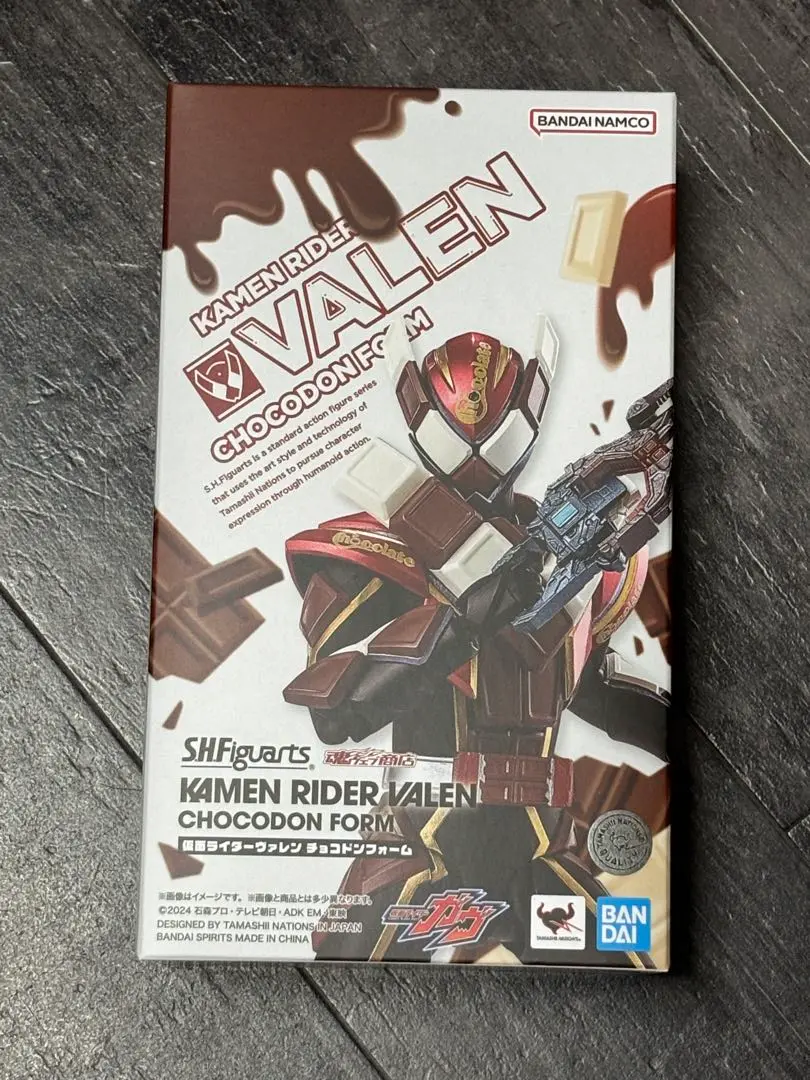 BANDAI NAMCO
KAMEN RIDER
VALEN
CHOCODON FORM
S.H.Figuarts is a standard action figure series
that uses the art style and technology of
Tamashii Nations to pursue character
expression through humanoid action.
Chocolate
Chocolate
Chocolate
S.H.Figuarts®
魂ウェブ商店
KAMEN RIDER VALEN
CHOCODON FORM
仮面ライダーヴァレン チョコドンフォーム
※画像はイメージです。 ※画像と商品とは多少異なります。
©2024 石森プロ・テレビ朝日・ADK EM・東映
DESIGNED BY TAMASHII NATIONS IN JAPAN
BANDAI SPIRITS MADE IN CHINA
仮面ライダー
ガヴ
TAMASHII NATIONS
QUALITY
TAMASHII NATIONS
BAN
DAI